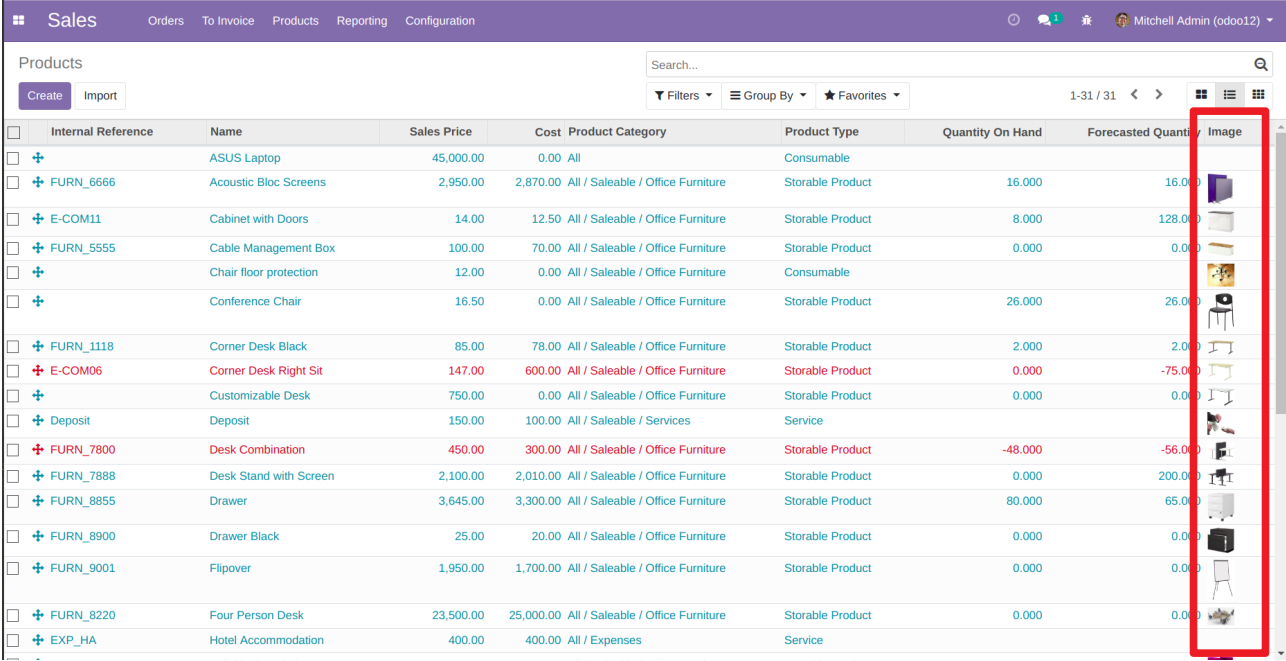 Sales Orders To Invoice Products Reporting Configuration 1 Mitchell Admin (odoo12)
Products Search...
Create Import Filters Group By Favorites 1-31 / 31
Internal Reference Name Sales Price Cost Product Category Product Type Quantity On Hand Forecasted Quantity Image
ASUS Laptop 45,000.00 0.00 All Consumable
FURN_6666 Acoustic Bloc Screens 2,950.00 2,870.00 All / Saleable / Office Furniture Storable Product 16.000 16.000
E-COM11 Cabinet with Doors 14.00 12.50 All / Saleable / Office Furniture Storable Product 8.000 128.000
FURN_5555 Cable Management Box 100.00 70.00 All / Saleable / Office Furniture Storable Product 0.000 0.000
Chair floor protection 12.00 0.00 All / Saleable / Office Furniture Consumable
Conference Chair 16.50 0.00 All / Saleable / Office Furniture Storable Product 26.000 26.000
FURN_1118 Corner Desk Black 85.00 78.00 All / Saleable / Office Furniture Storable Product 2.000 2.000
E-COM06 Corner Desk Right Sit 147.00 600.00 All / Saleable / Office Furniture Storable Product 0.000 -75.000
Customizable Desk 750.00 0.00 All / Saleable / Office Furniture Storable Product 0.000 0.000
Deposit Deposit 150.00 100.00 All / Saleable / Services Service
FURN_7800 Desk Combination 450.00 300.00 All / Saleable / Office Furniture Storable Product -48.000 -56.000
FURN_7888 Desk Stand with Screen 2,100.00 2,010.00 All / Saleable / Office Furniture Storable Product 0.000 200.000
FURN_8855 Drawer 3,645.00 3,300.00 All / Saleable / Office Furniture Storable Product 80.000 65.000
FURN_8900 Drawer Black 25.00 20.00 All / Saleable / Office Furniture Storable Product 0.000 0.000
FURN_9001 Flipover 1,950.00 1,700.00 All / Saleable / Office Furniture Storable Product 0.000 0.000
FURN_8220 Four Person Desk 23,500.00 25,000.00 All / Saleable / Office Furniture Storable Product 0.000 0.000
EXP_HA Hotel Accommodation 400.00 400.00 All / Expenses Service